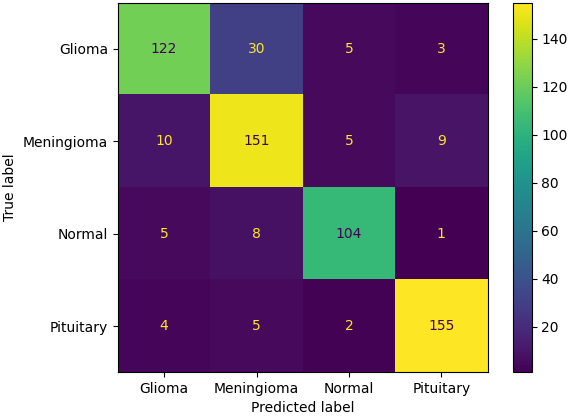 Glioma 122 30 5 3
Meningioma 10 151 5 9
Normal 5 8 104 1
Pituitary 4 5 2 155
Glioma Meningioma Normal Pituitary
Predicted label
True label
140
120
100
80
60
40
20